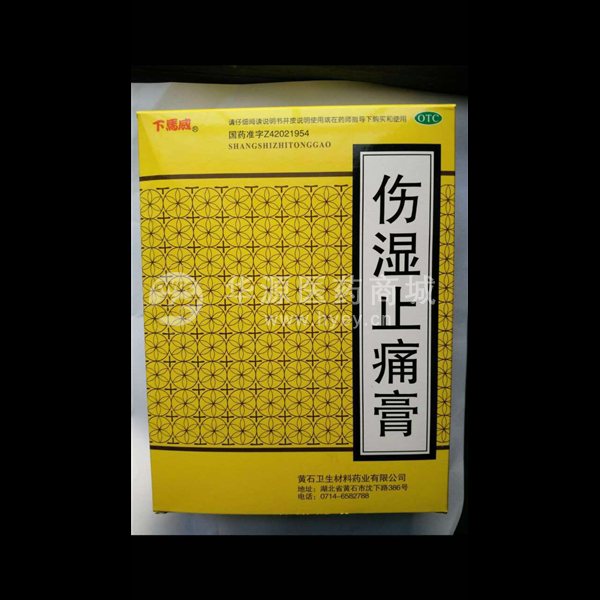 下馬威®
请仔细阅读说明书并按说明使用或在药师指导下购买和使用
OTC
国药准字Z42021954
SHANGSHIZHITONGGAO
伤湿止痛膏
华源医药商城
www.hyey.cn
黄石卫生材料药业有限公司
地址：湖北省黄石市沈下路386号
电话：0714-6582788